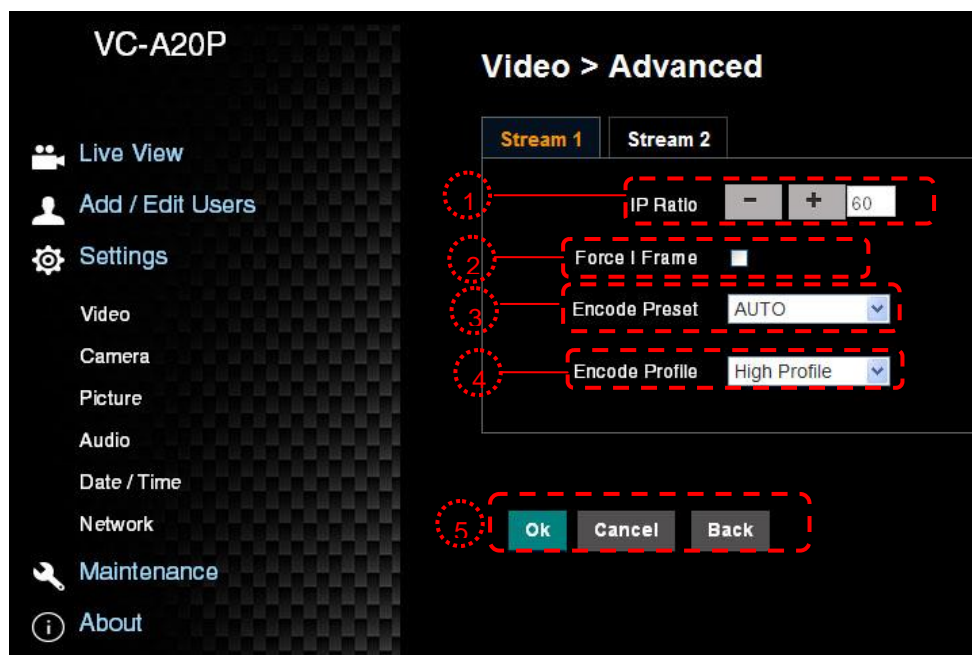 VC-A20P
Live View
Add / Edit Users
Settings
Video
Camera
Picture
Audio
Date / Time
Network
Maintenance
About
Video > Advanced
Stream 1 Stream 2
1 IP Ratio - + 60
2 Force I Frame
3 Encode Preset AUTO
4 Encode Profile High Profile
5 Ok Cancel Back